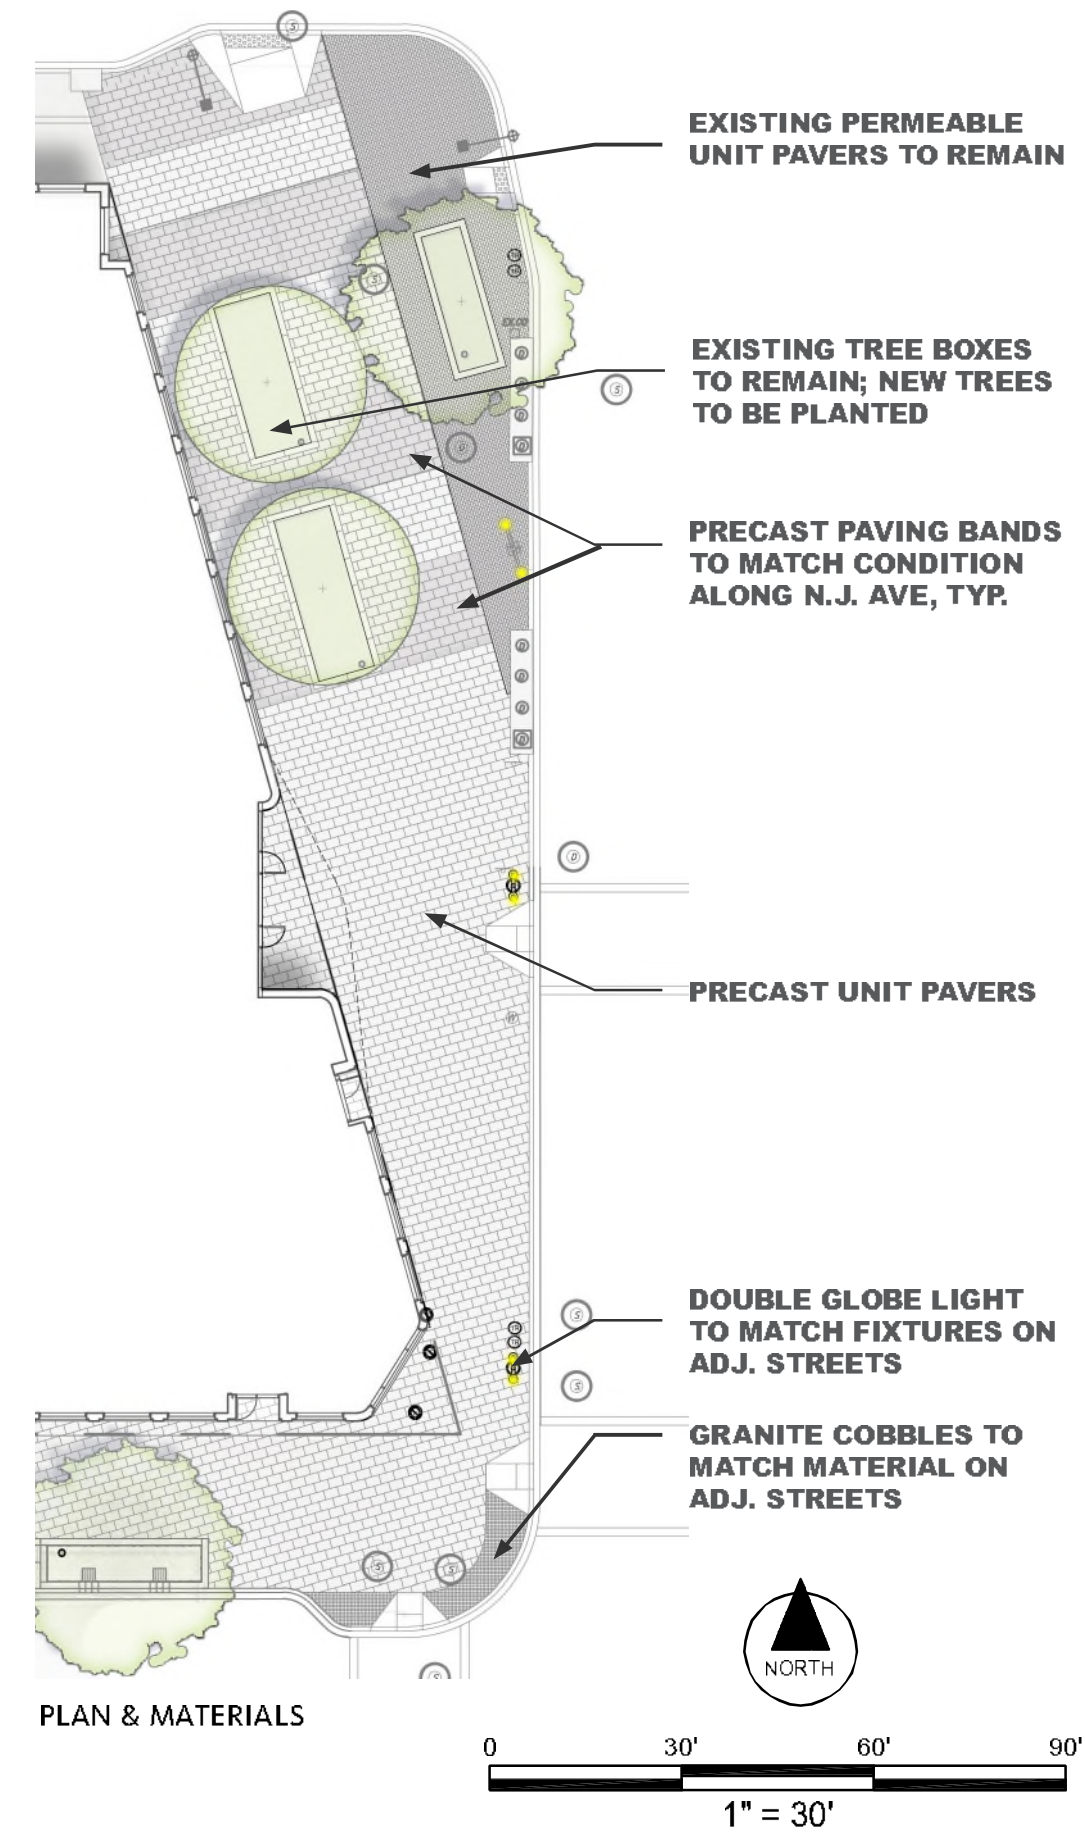 S
EXISTING PERMEABLE
UNIT PAVERS TO REMAIN
S
EX.CO
D
EXISTING TREE BOXES
TO REMAIN; NEW TREES
TO BE PLANTED
D
S
D
D
PRECAST PAVING BANDS
TO MATCH CONDITION
ALONG N.J. AVE, TYP.
D
D
D
D
D
PRECAST UNIT PAVERS
W
DOUBLE GLOBE LIGHT
TO MATCH FIXTURES ON
ADJ. STREETS
S
S
GRANITE COBBLES TO
MATCH MATERIAL ON
ADJ. STREETS
S
S
S
NORTH
PLAN & MATERIALS
0 30' 60' 90'
1" = 30'